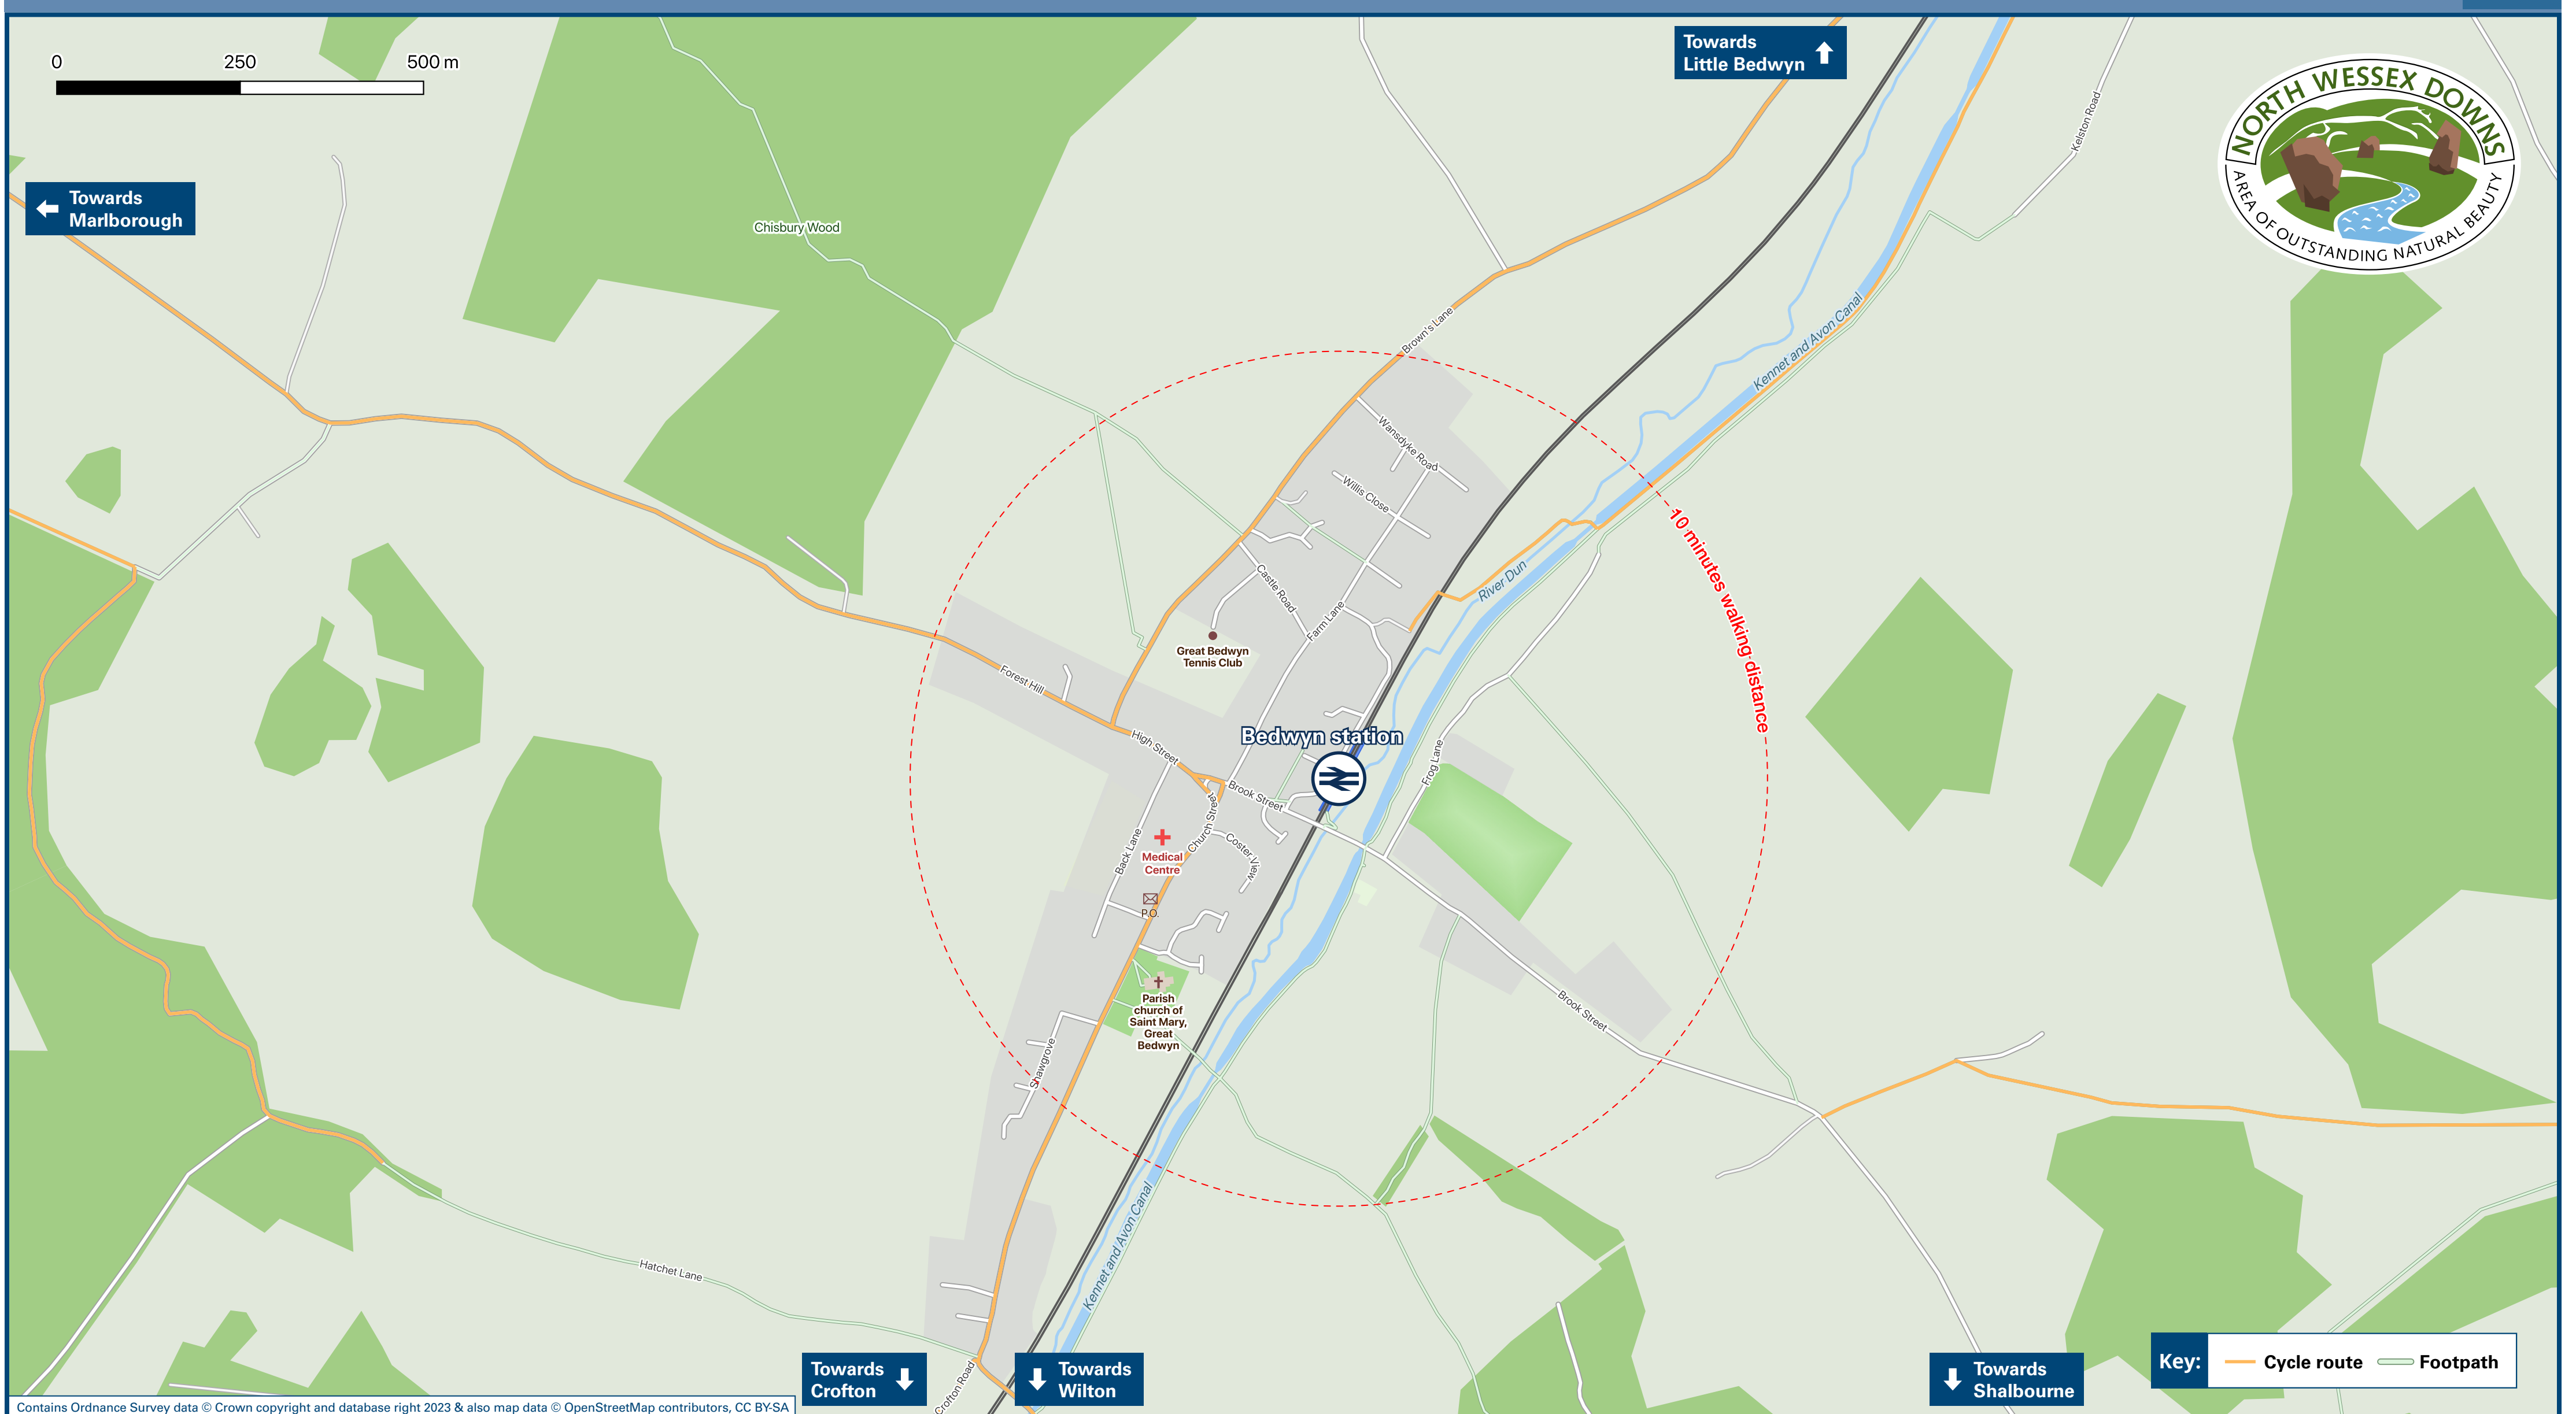 0 250 500 m
Towards
Little Bedwyn
NORTH WESSEX DOWNS
AREA OF OUTSTANDING NATURAL BEAUTY
Kelston Road
Towards
Marlborough
Chisbury Wood
Brown's Lane
Kennet and Avon Canal
Wansdyke Road
Willis Close
10 minutes walking distance
Castle Road
River Dun
Farm Lane
Great Bedwyn
Tennis Club
Forest Hill
High Street
Bedwyn station
Frog Lane
Brook Street
Church Street
Back Lane
Coster View
Medical
Centre
P.O.
Parish
church of
Saint Mary,
Great
Bedwyn
Brook Street
Shawgrove
Kennet and Avon Canal
Hatchet Lane
Crofton Road
Towards
Crofton
Towards
Wilton
Towards
Shalbourne
Key: Cycle route Footpath
Contains Ordnance Survey data © Crown copyright and database right 2023 & also map data © OpenStreetMap contributors, CC BY-SA